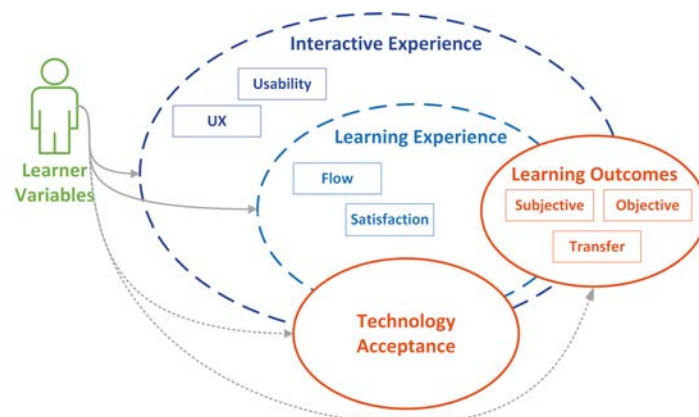 Interactive Experience
Usability
UX
Learning Experience
Flow
Satisfaction
Learner
Variables
Learning Outcomes
Subjective
Objective
Transfer
Technology
Acceptance